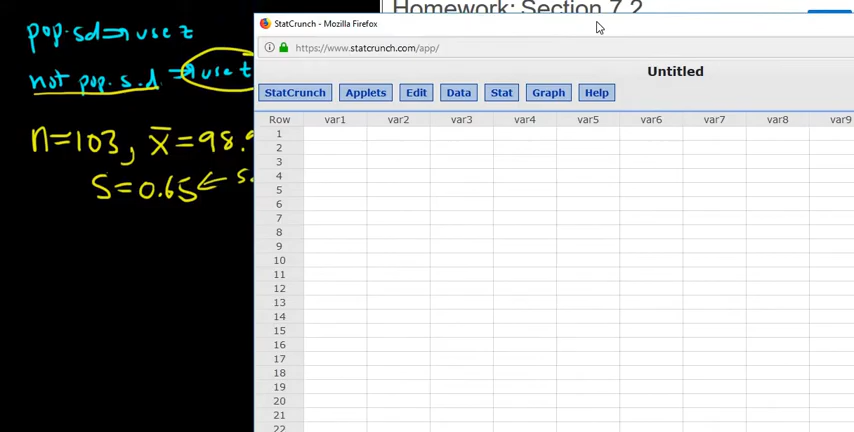 Homework: Section 7.2
pop.sd → use z
not pop.s.d. → use t
n=103, x̄=98.9
s=0.65 ←
StatCrunch - Mozilla Firefox
https://www.statcrunch.com/app/
Untitled
StatCrunch Applets Edit Data Stat Graph Help
Row var1 var2 var3 var4 var5 var6 var7 var8 var9
1
2
3
4
5
6
7
8
9
10
11
12
13
14
15
16
17
18
19
20
21
22